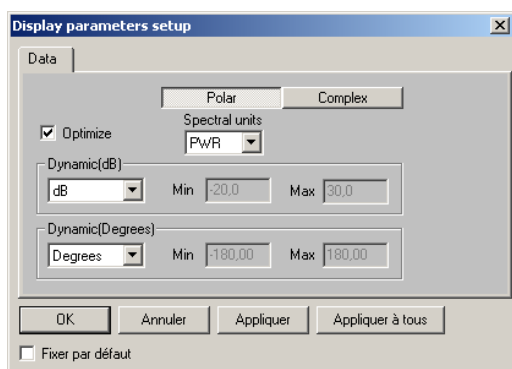 Display parameters setup
Data
Polar Complex
Optimize
Spectral units
PWR
Dynamic(dB)
dB Min -20,0 Max 30,0
Dynamic(Degrees)
Degrees Min -180,00 Max 180,00
OK Annuler Appliquer Appliquer à tous
Fixer par défaut